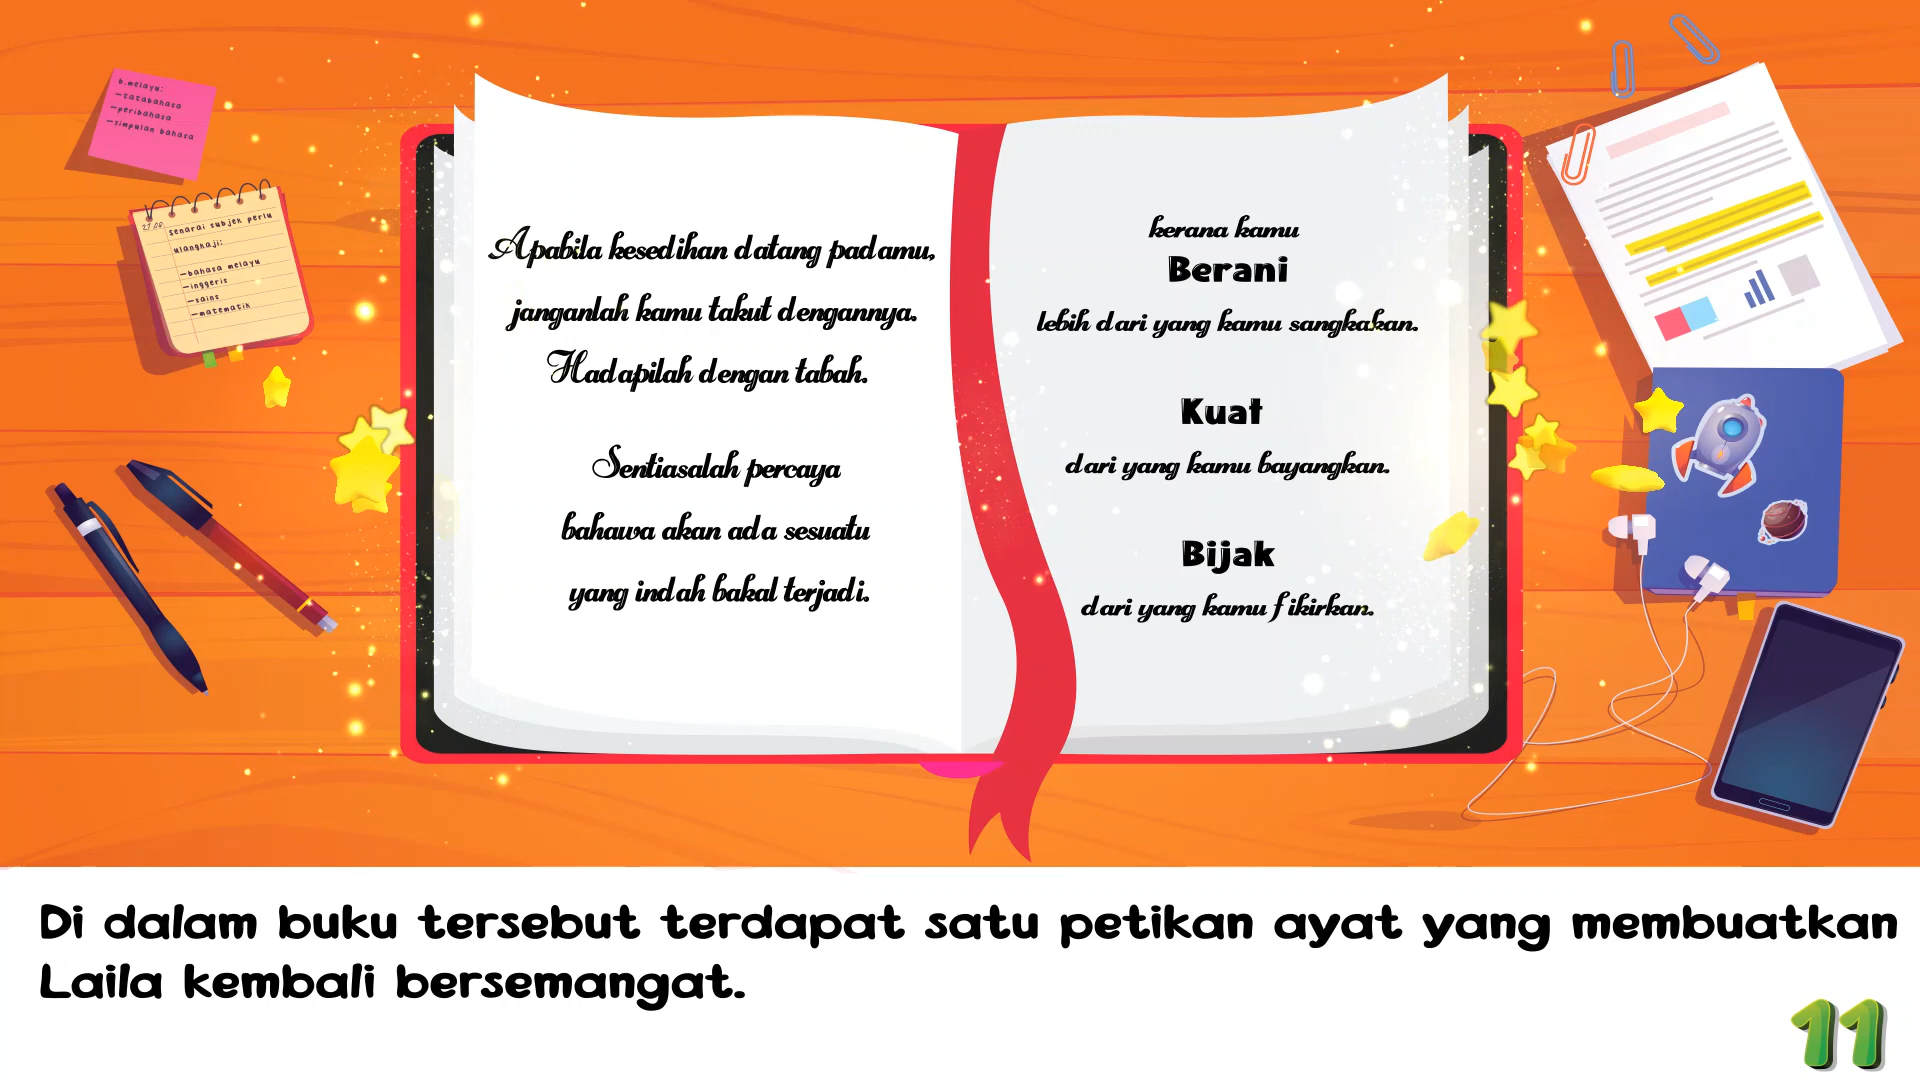 b.melayu:
-tatabahasa
-peribahasa
-simpulan bahasa
27.00
senarai subjek perlu
ulangkaji:
-bahasa melayu
-inggeris
-sains
-matematik
Apabila kesedihan datang padamu,
janganlah kamu takut dengannya.
Hadapilah dengan tabah.
Sentiasalah percaya
bahawa akan ada sesuatu
yang indah bakal terjadi.
kerana kamu
Berani
lebih dari yang kamu sangkakan.
Kuat
dari yang kamu bayangkan.
Bijak
dari yang kamu fikirkan.
Di dalam buku tersebut terdapat satu petikan ayat yang membuatkan
Laila kembali bersemangat.
11